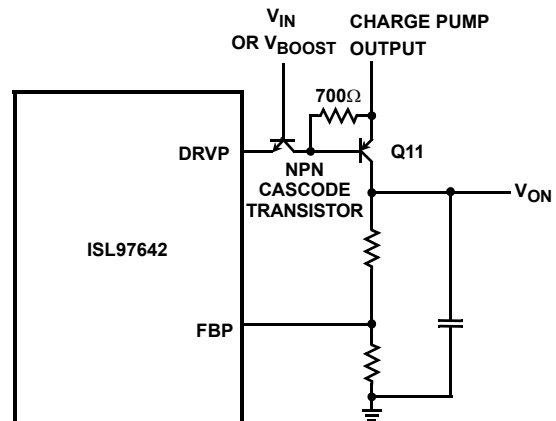 V_IN
OR V_BOOST
CHARGE PUMP
OUTPUT
700Ω
DRVP
Q11
NPN
CASCODE
TRANSISTOR
V_ON
ISL97642
FBP